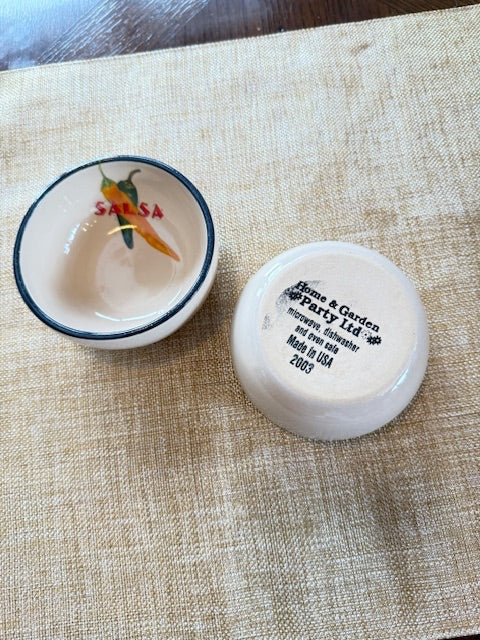 SALSA
Home & Garden
Party Ltd
microwave, dishwasher
and oven safe
Made in USA
2003